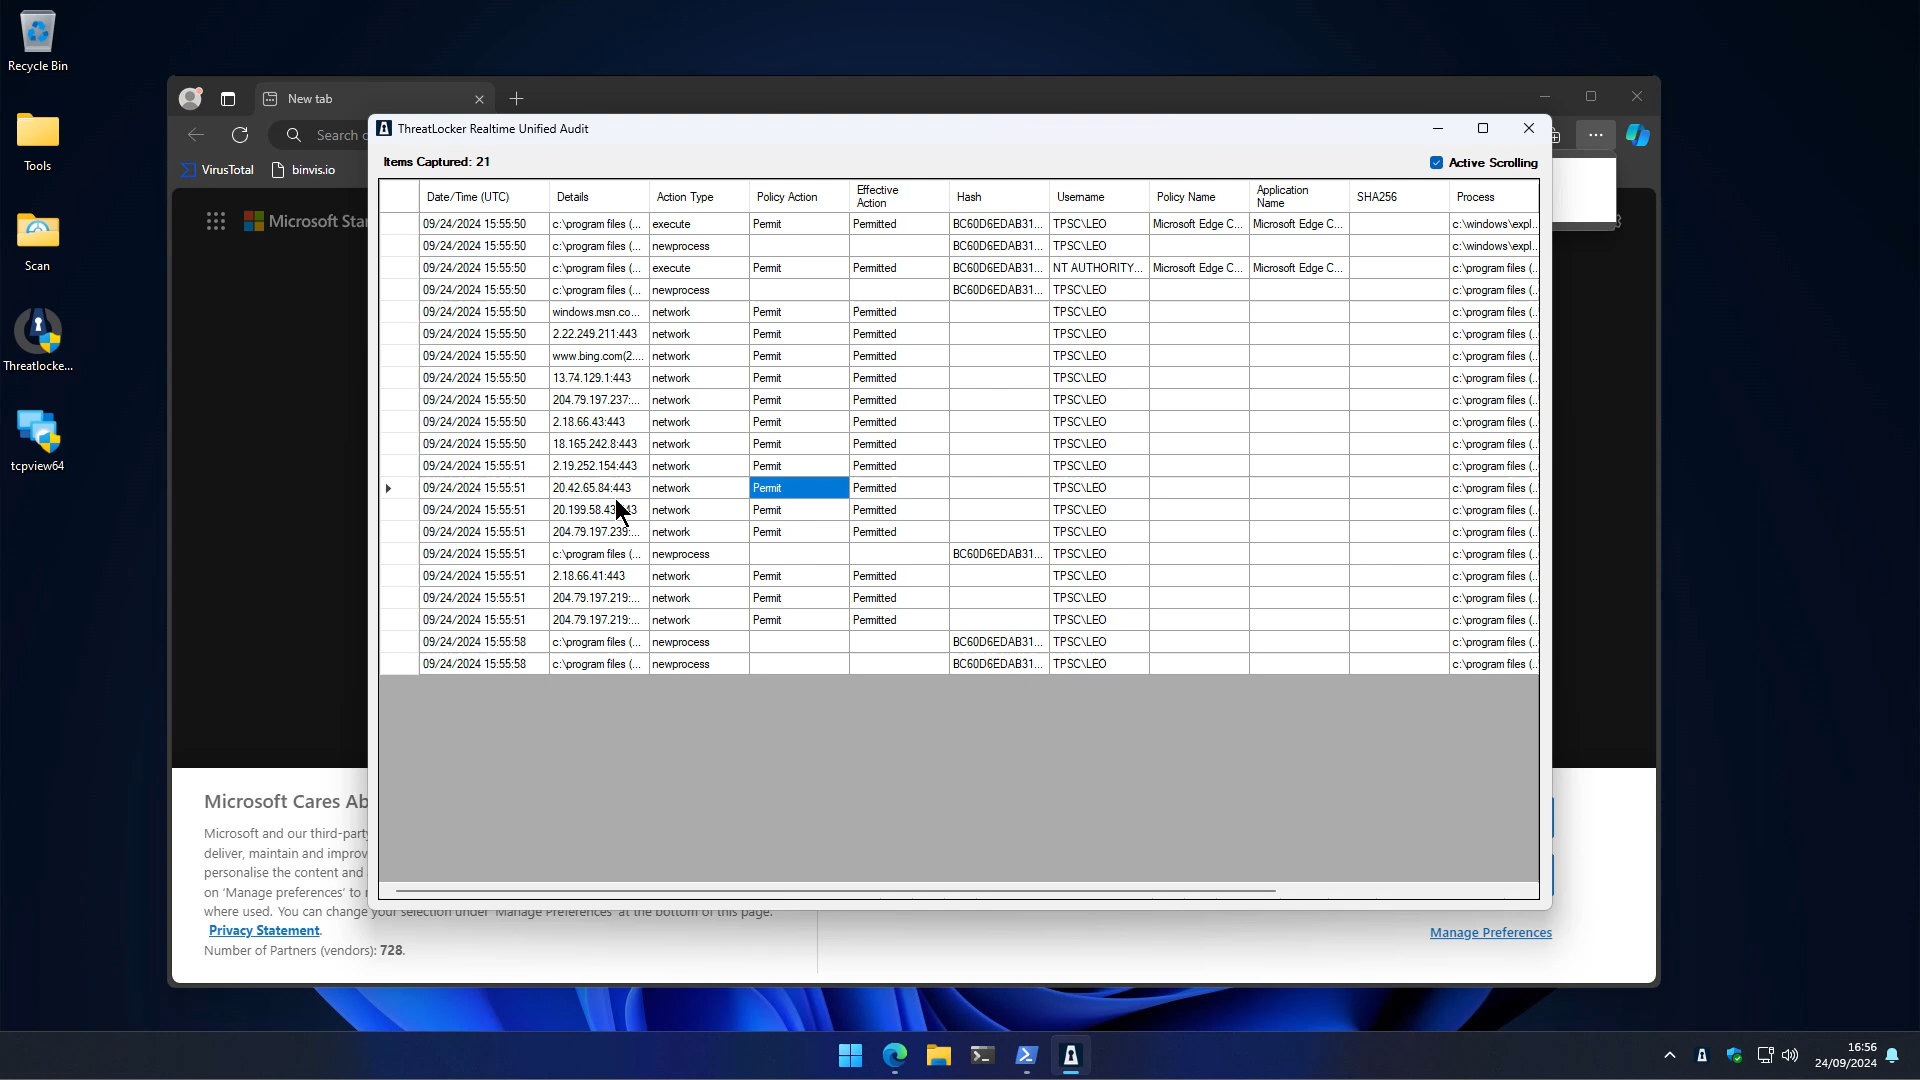 Recycle Bin
Tools
Scan
Threatlocke...
tcpview64
New tab
Search
VirusTotal
binvis.io
Microsoft
ThreatLocker Realtime Unified Audit
Items Captured: 21
Active Scrolling
Date/Time (UTC) Details Action Type Policy Action Effective Action Hash Username Policy Name Application Name SHA256 Process
09/24/2024 15:55:50 c:\program files (... execute Permit Permitted BC60D6EDAB31... TPSC\LEO Microsoft Edge C... Microsoft Edge C... c:\windows\expl...
09/24/2024 15:55:50 c:\program files (... newprocess BC60D6EDAB31... TPSC\LEO c:\windows\expl...
09/24/2024 15:55:50 c:\program files (... execute Permit Permitted BC60D6EDAB31... NT AUTHORITY... Microsoft Edge C... Microsoft Edge C... c:\program files (...
09/24/2024 15:55:50 c:\program files (... newprocess BC60D6EDAB31... TPSC\LEO c:\program files (...
09/24/2024 15:55:50 windows.msn.co... network Permit Permitted TPSC\LEO c:\program files (...
09/24/2024 15:55:50 2.22.249.211:443 network Permit Permitted TPSC\LEO c:\program files (...
09/24/2024 15:55:50 www.bing.com(2.... network Permit Permitted TPSC\LEO c:\program files (...
09/24/2024 15:55:50 13.74.129.1:443 network Permit Permitted TPSC\LEO c:\program files (...
09/24/2024 15:55:50 204.79.197.237:... network Permit Permitted TPSC\LEO c:\program files (...
09/24/2024 15:55:50 2.18.66.43:443 network Permit Permitted TPSC\LEO c:\program files (...
09/24/2024 15:55:50 18.165.242.8:443 network Permit Permitted TPSC\LEO c:\program files (...
09/24/2024 15:55:51 2.19.252.154:443 network Permit Permitted TPSC\LEO c:\program files (...
09/24/2024 15:55:51 20.42.65.84:443 network Permit Permitted TPSC\LEO c:\program files (...
09/24/2024 15:55:51 network Permit Permitted TPSC\LEO c:\program files (...
09/24/2024 15:55:51 204.79.197.239:... network Permit Permitted TPSC\LEO c:\program files (...
09/24/2024 15:55:51 c:\program files (... newprocess BC60D6EDAB31... TPSC\LEO c:\program files (...
09/24/2024 15:55:51 2.18.66.41:443 network Permit Permitted TPSC\LEO c:\program files (...
09/24/2024 15:55:51 204.79.197.219:... network Permit Permitted TPSC\LEO c:\program files (...
09/24/2024 15:55:51 204.79.197.219:... network Permit Permitted TPSC\LEO c:\program files (...
09/24/2024 15:55:58 c:\program files (... newprocess BC60D6EDAB31... TPSC\LEO c:\program files (...
09/24/2024 15:55:58 c:\program files (... newprocess BC60D6EDAB31... TPSC\LEO c:\program files (...
Microsoft Cares
Microsoft and our third-party
deliver, maintain and
personalise the content and
on 'Manage preferences' to
where used. You can change your selection under 'Manage Preferences' at the bottom of this page.
Privacy Statement.
Number of Partners (vendors): 728.
Manage Preferences
16:56
24/09/2024